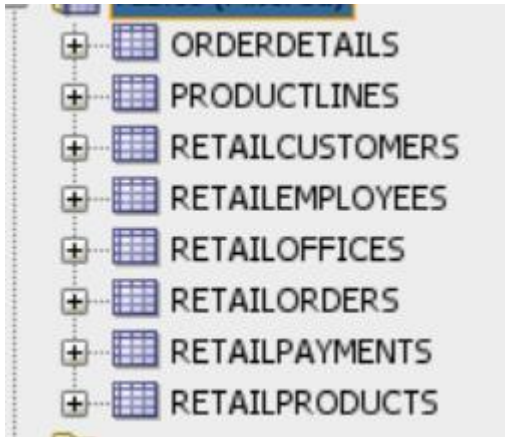 ORDERDETAILS
PRODUCTLINES
RETAILCUSTOMERS
RETAILEMPLOYEES
RETAILOFFICES
RETAILORDERS
RETAILPAYMENTS
RETAILPRODUCTS